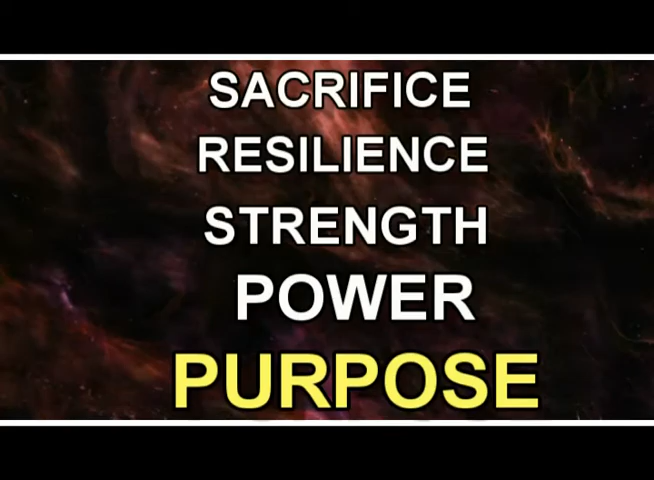 SACRIFICE
RESILIENCE
STRENGTH
POWER
PURPOSE